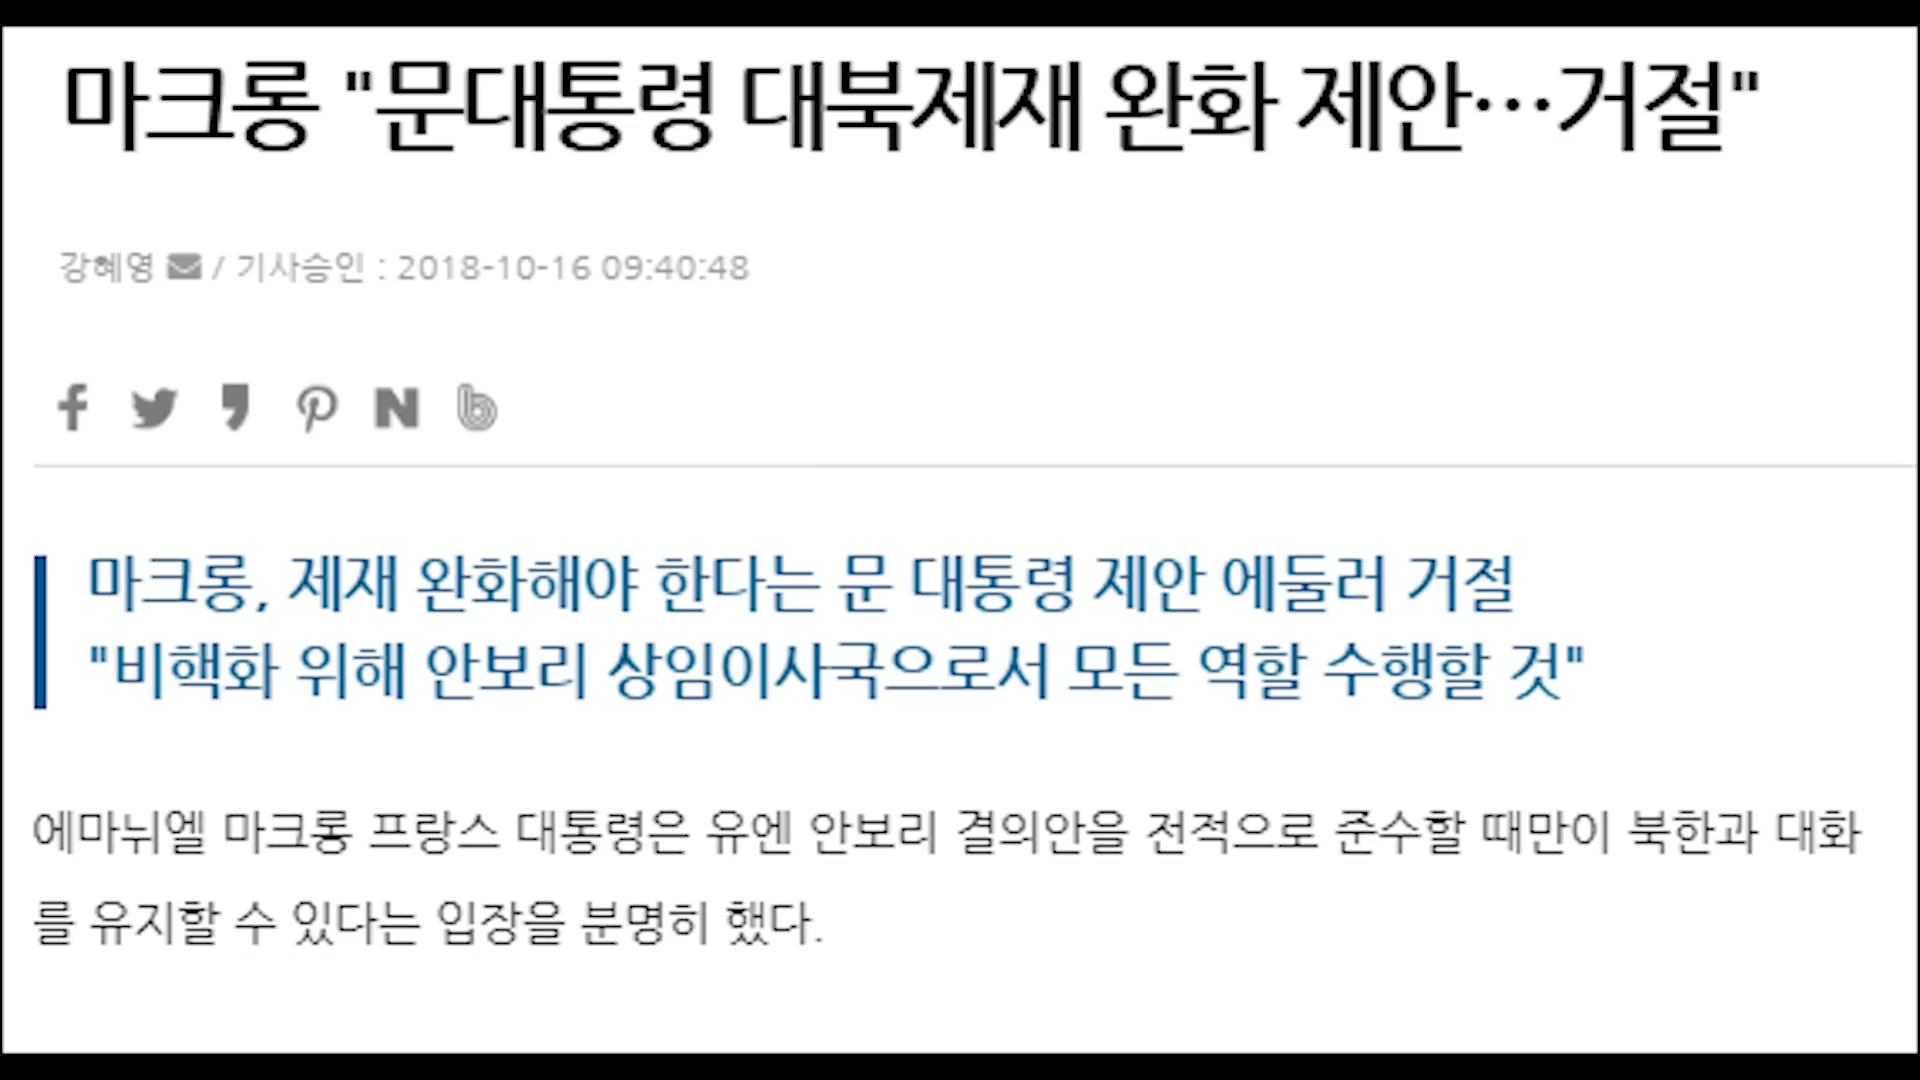 마크롱 "문대통령 대북제재 완화 제안…거절"
강혜영 / 기사승인 : 2018-10-16 09:40:48
마크롱, 제재 완화해야 한다는 문 대통령 제안 에둘러 거절
"비핵화 위해 안보리 상임이사국으로서 모든 역할 수행할 것"
에마뉘엘 마크롱 프랑스 대통령은 유엔 안보리 결의안을 전적으로 준수할 때만이 북한과 대화
를 유지할 수 있다는 입장을 분명히 했다.